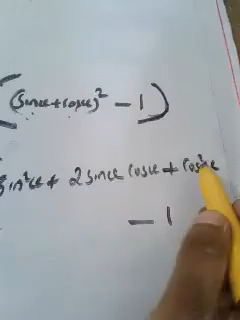 [(sinx+cosx)² - 1)
sin²x + 2sinx cosx + cos²x
- 1